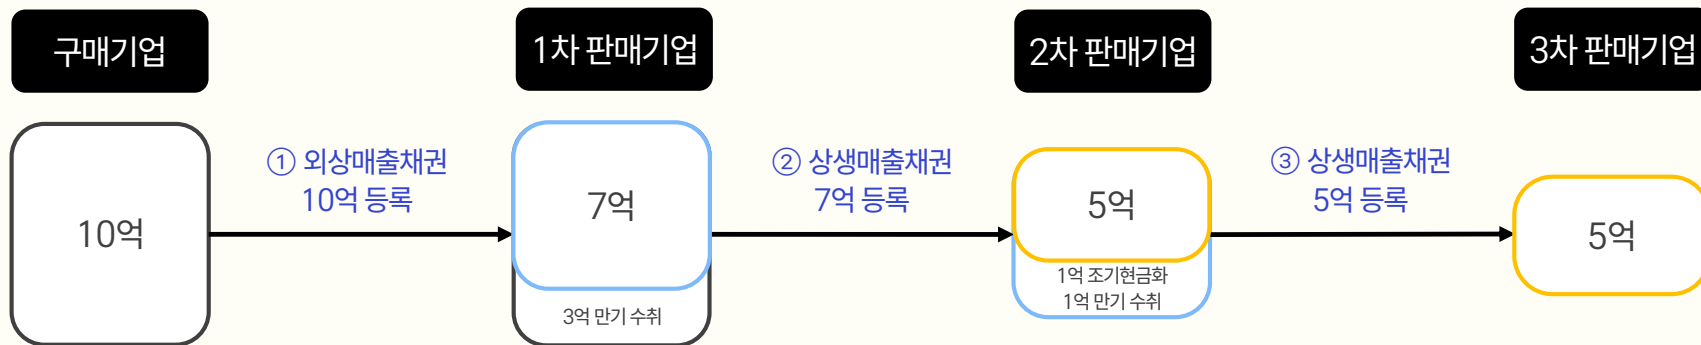 구매기업
1차 판매기업
2차 판매기업
3차 판매기업
10억
① 외상매출채권
10억 등록
7억
3억 만기 수취
② 상생매출채권
7억 등록
5억
1억 조기현금화
1억 만기 수취
③ 상생매출채권
5억 등록
5억